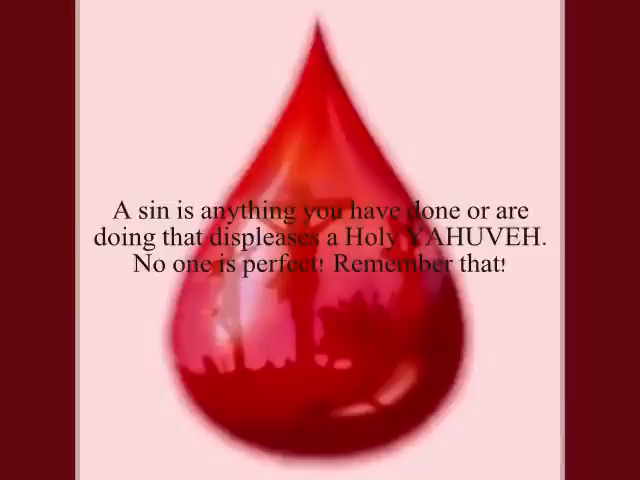 A sin is anything you have done or are
doing that displeases a Holy YAHUVEH.
No one is perfect! Remember that!